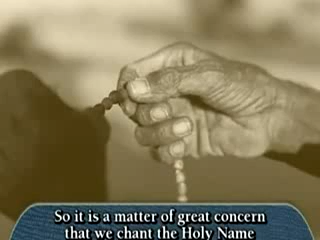 So it is a matter of great concern
that we chant the Holy Name